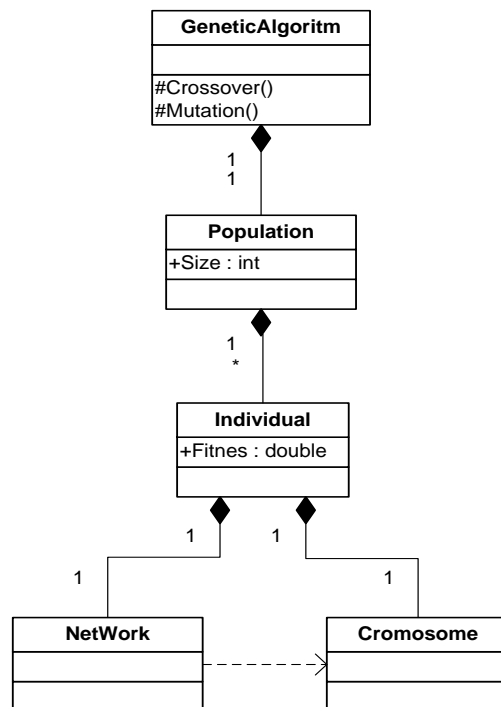 GeneticAlgoritm
#Crossover()
#Mutation()
1
1
Population
+Size : int
1
*
Individual
+Fitnes : double
1
1
1
1
NetWork
Cromosome